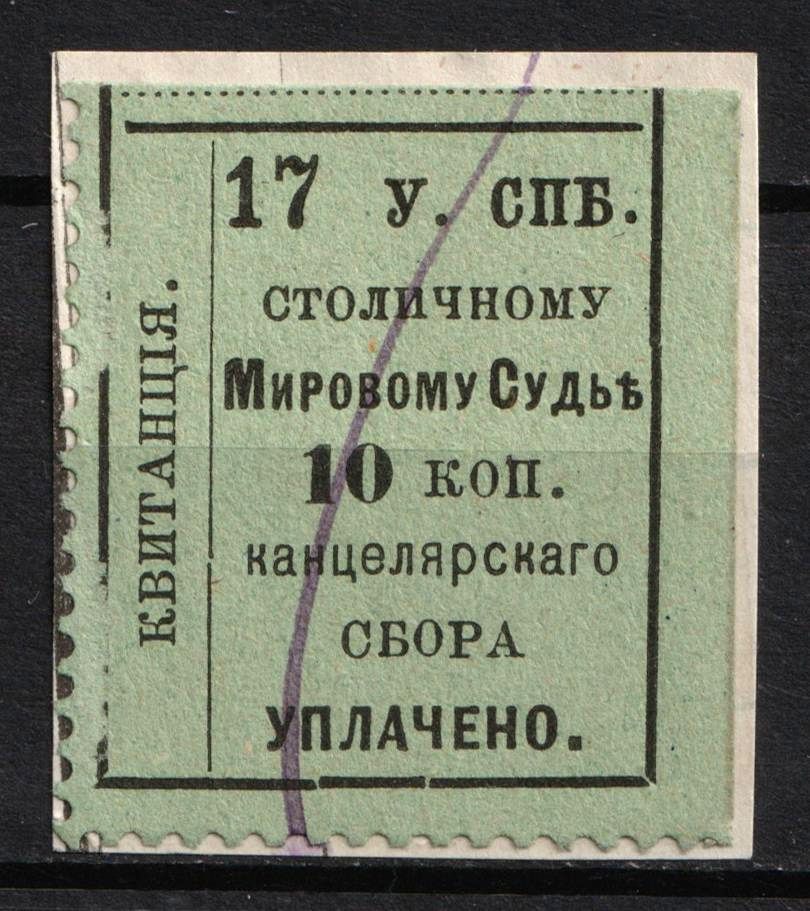 КВИТАНЦІЯ.
17 У. СПБ.
СТОЛИЧНОМУ
Мировому Судьѣ
10 коп.
канцелярскаго
СБОРА
УПЛАЧЕНО.